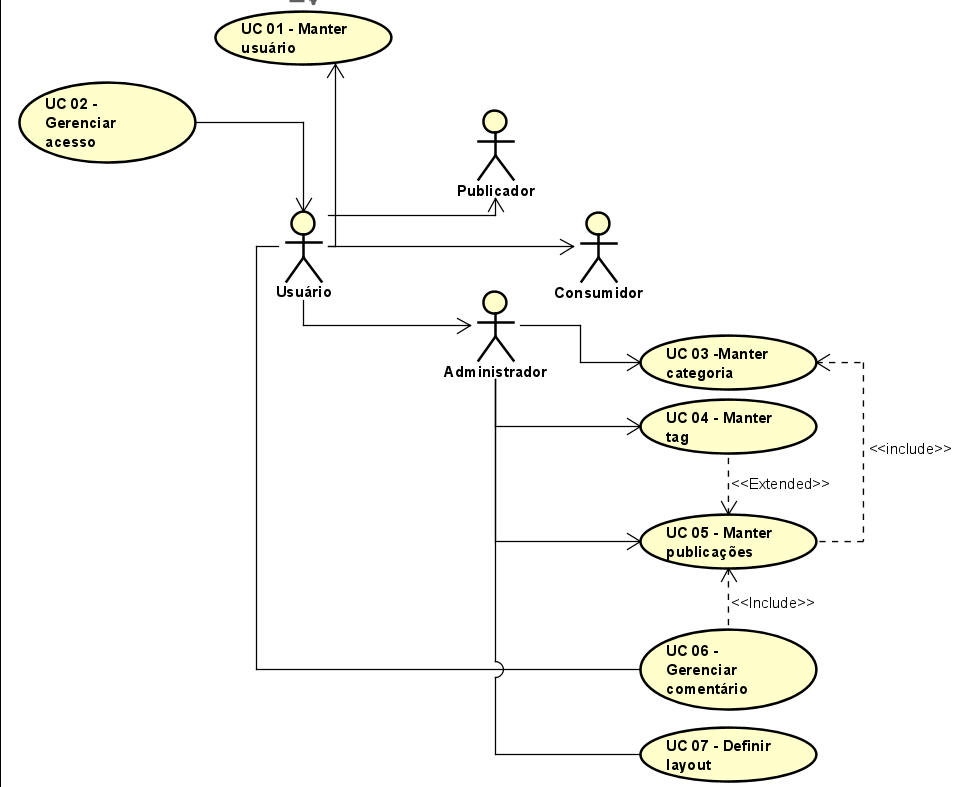 UC 01 - Manter
usuário
UC 02 -
Gerenciar
acesso
Publicador
Usuário
Consumidor
Administrador
UC 03 -Manter
categoria
UC 04 - Manter
tag
<<include>>
<<Extended>>
UC 05 - Manter
publicações
<<Include>>
UC 06 -
Gerenciar
comentário
UC 07 - Definir
layout